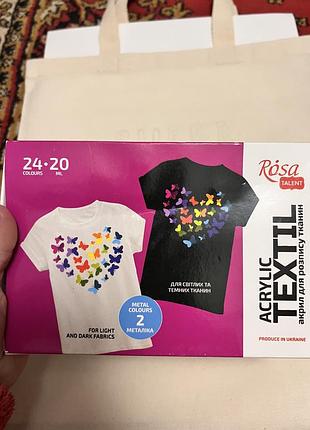 24·20
COLOURS
ML
Rosa
TALENT
ДЛЯ СВІТЛИХ ТА
ТЕМНИХ ТКАНИН
METAL
COLOURS
2
МЕТАЛІКА
FOR LIGHT
AND DARK FABRICS
ACRYLIC
TEXTIL
акрил для розпису тканин
PRODUCE IN UKRAINE